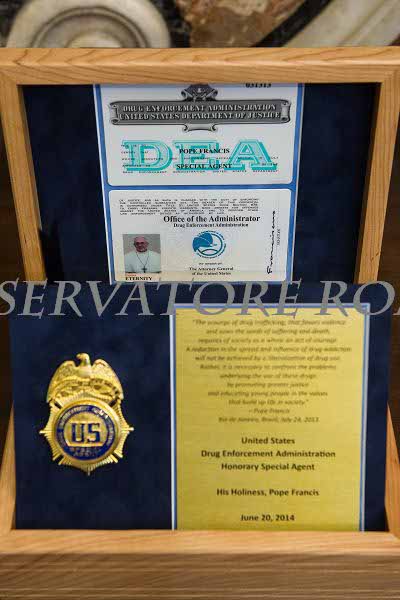 031313
DRUG ENFORCEMENT ADMINISTRATION
UNITED STATES DEPARTMENT OF JUSTICE
DEA
POPE FRANCIS
SPECIAL AGENT
Office of the Administrator
Drug Enforcement Administration
The Attorney General
of the United States
ETERNITY
SERVATORE RO
"The scourge of drug trafficking, that favors violence
and sows the seeds of suffering and death,
requires of society as a whole an act of courage.
A reduction in the spread and influence of drug addiction
will not be achieved by a liberalization of drug use.
Rather, it is necessary to confront the problems
underlying the use of these drugs,
by promoting greater justice
and educating young people in the values
that build up life in society."
– Pope Francis
Rio de Janeiro, Brazil, July 24, 2013
US
United States
Drug Enforcement Administration
Honorary Special Agent
His Holiness, Pope Francis
June 20, 2014